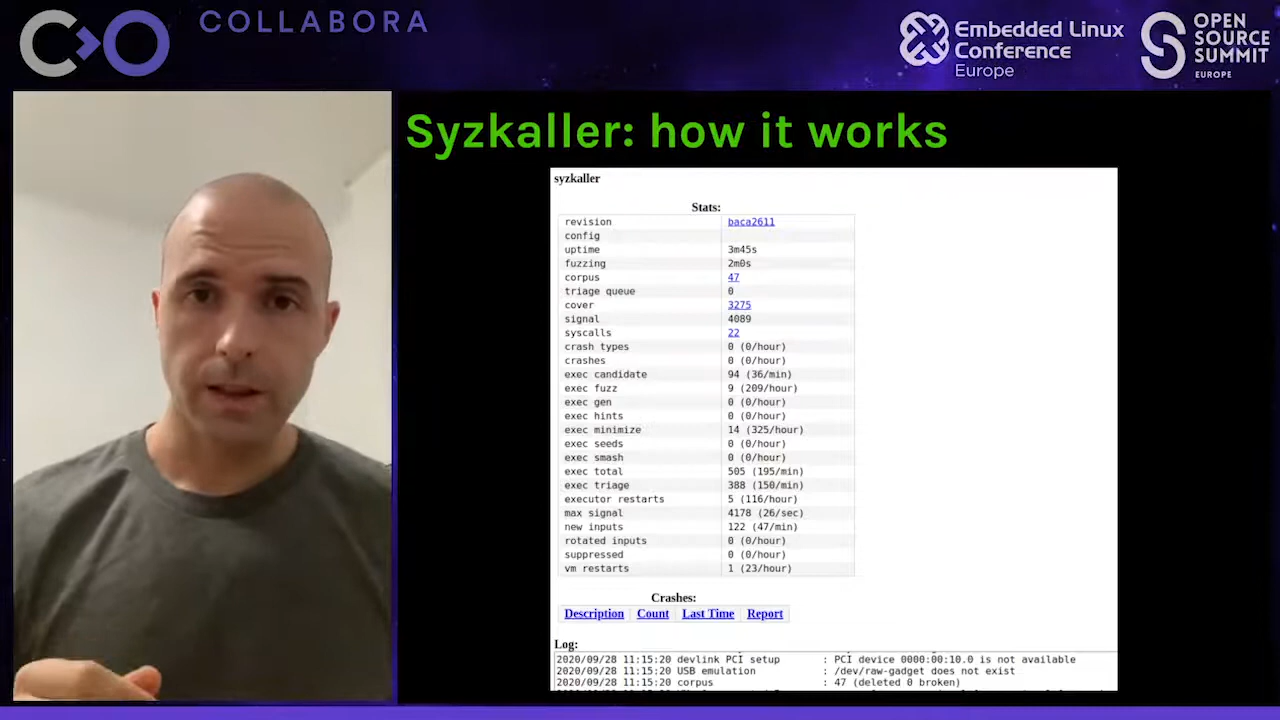 COLLABORA
Embedded Linux
Conference
Europe
OPEN
SOURCE
SUMMIT
EUROPE
Syzkaller: how it works
syzkaller
Stats:
revision baca2611
config
uptime 3m45s
fuzzing 2m0s
corpus 47
triage queue 0
cover 3275
signal 4089
syscalls 22
crash types 0 (0/hour)
crashes 0 (0/hour)
exec candidate 94 (36/min)
exec fuzz 9 (209/hour)
exec gen 0 (0/hour)
exec hints 0 (0/hour)
exec minimize 14 (325/hour)
exec seeds 0 (0/hour)
exec smash 0 (0/hour)
exec total 505 (195/min)
exec triage 388 (150/min)
executor restarts 5 (116/hour)
max signal 4178 (26/sec)
new inputs 122 (47/min)
rotated inputs 0 (0/hour)
suppressed 0 (0/hour)
vm restarts 1 (23/hour)
Crashes:
Description Count Last Time Report
Log:
2020/09/28 11:15:20 devlink PCI setup : PCI device 0000:00:10.0 is not available
2020/09/28 11:15:20 USB emulation : /dev/raw-gadget does not exist
2020/09/28 11:15:20 corpus : 47 (deleted 0 broken)